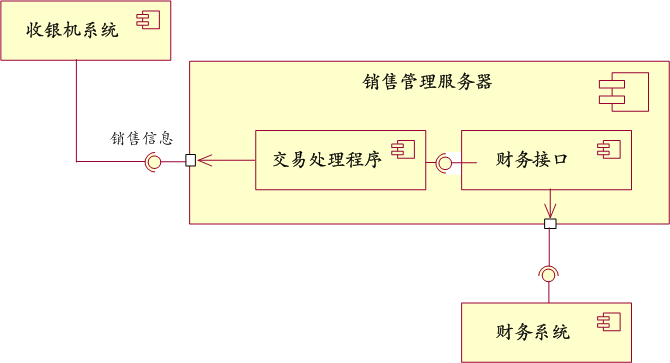 收银机系统
销售管理服务器
销售信息
交易处理程序
财务接口
财务系统